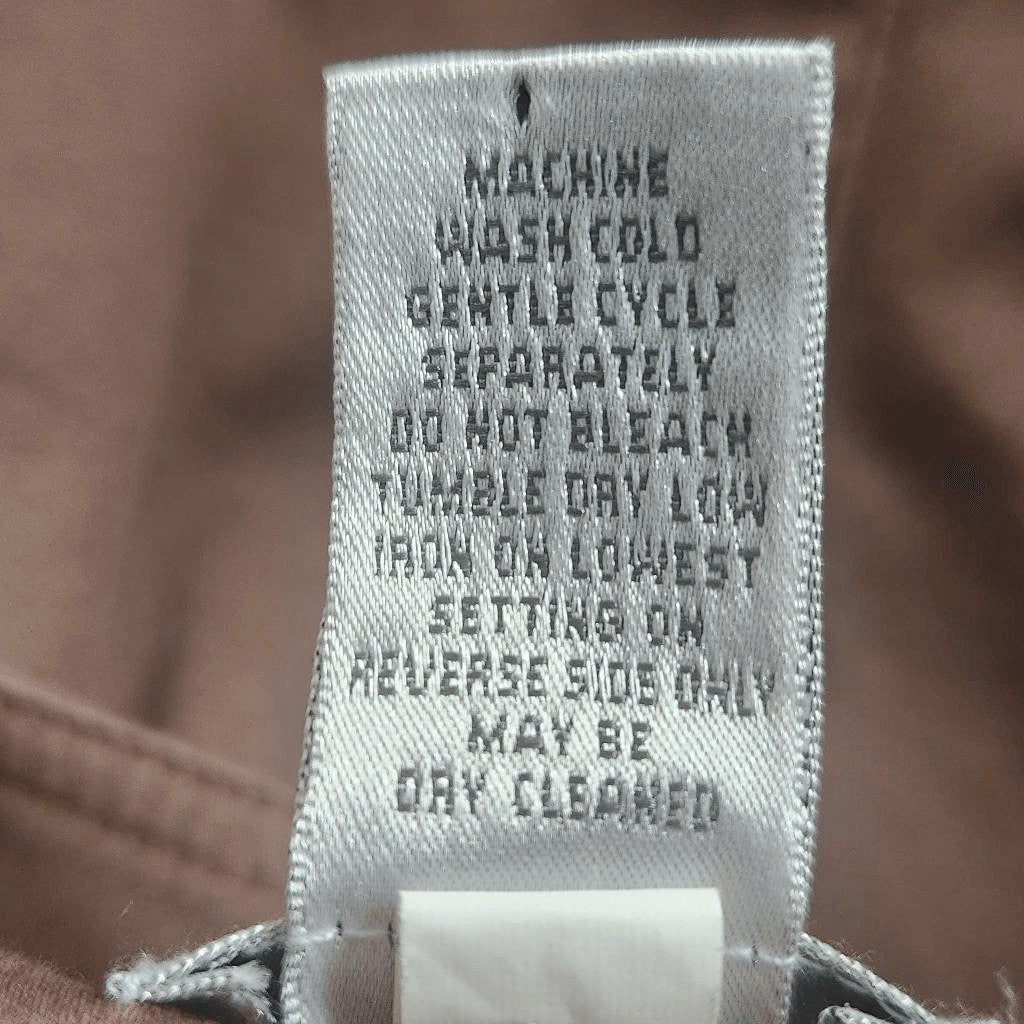 MACHINE
WASH COLD
GENTLE CYCLE
SEPARATELY
DO NOT BLEACH
TUMBLE DRY LOW
IRON ON LOWEST
SETTING ON
REVERSE SIDE ONLY
MAY BE
DRY CLEANED